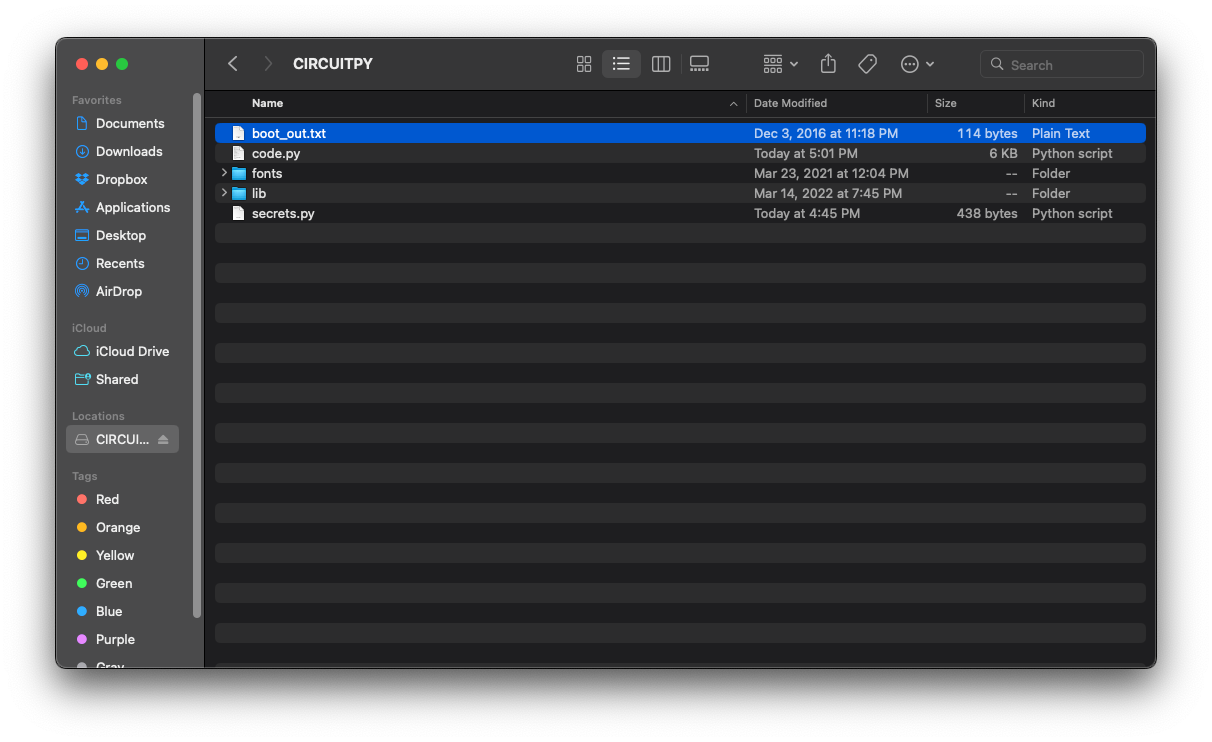 CIRCUITPY
Search
Favorites
Documents
Downloads
Dropbox
Applications
Desktop
Recents
AirDrop
iCloud
iCloud Drive
Shared
Locations
CIRCUI...
Tags
Red
Orange
Yellow
Green
Blue
Purple
Gray
Name Date Modified Size Kind
boot_out.txt Dec 3, 2016 at 11:18 PM 114 bytes Plain Text
code.py Today at 5:01 PM 6 KB Python script
fonts Mar 23, 2021 at 12:04 PM -- Folder
lib Mar 14, 2022 at 7:45 PM -- Folder
secrets.py Today at 4:45 PM 438 bytes Python script